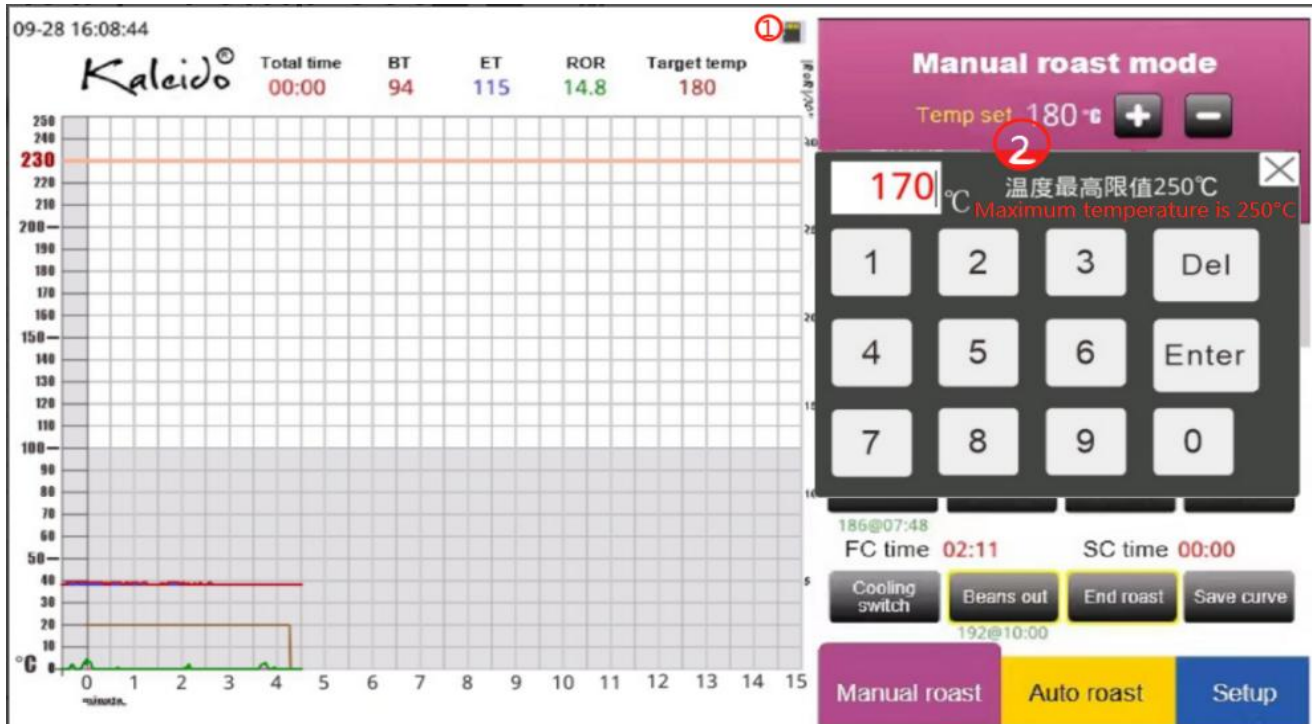 09-28 16:08:44
①
Kaleido®
Total time BT ET ROR Target temp
00:00 94 115 14.8 180
250
240
230
220
210
200
190
180
170
160
150
140
130
120
110
100
90
80
70
60
50
40
30
20
10
°C 0
0 1 2 3 4 5 6 7 8 9 10 11 12 13 14 15
minute.
25
20
15
10
5
Manual roast mode
Temp set 180 °C + -
②
170 °C 温度最高限值250℃
Maximum temperature is 250°C
1 2 3 Del
4 5 6 Enter
7 8 9 0
186@07:48
FC time 02:11 SC time 00:00
Cooling switch Beans out End roast Save curve
192@10:00
Manual roast Auto roast Setup